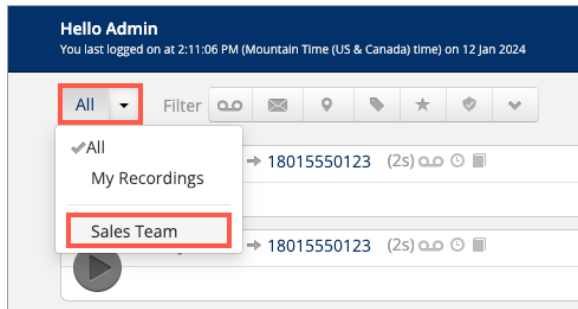 Hello Admin
You last logged on at 2:11:06 PM (Mountain Time (US & Canada) time) on 12 Jan 2024
All Filter
All
18015550123 (2s)
My Recordings
Sales Team
18015550123 (2s)